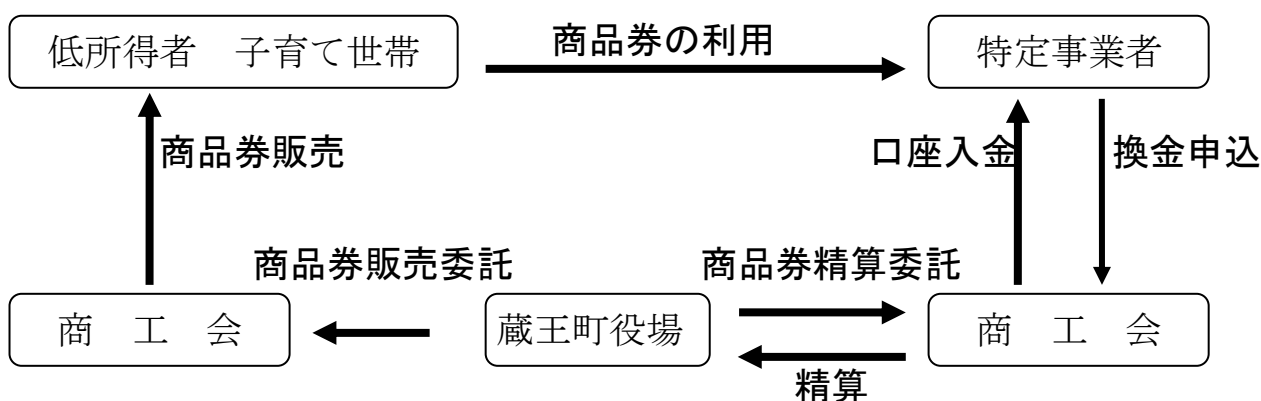 低所得者　子育て世帯
商品券の利用
特定事業者
商品券販売
口座入金
換金申込
商品券販売委託
商品券精算委託
商　工　会
蔵王町役場
商　工　会
精算